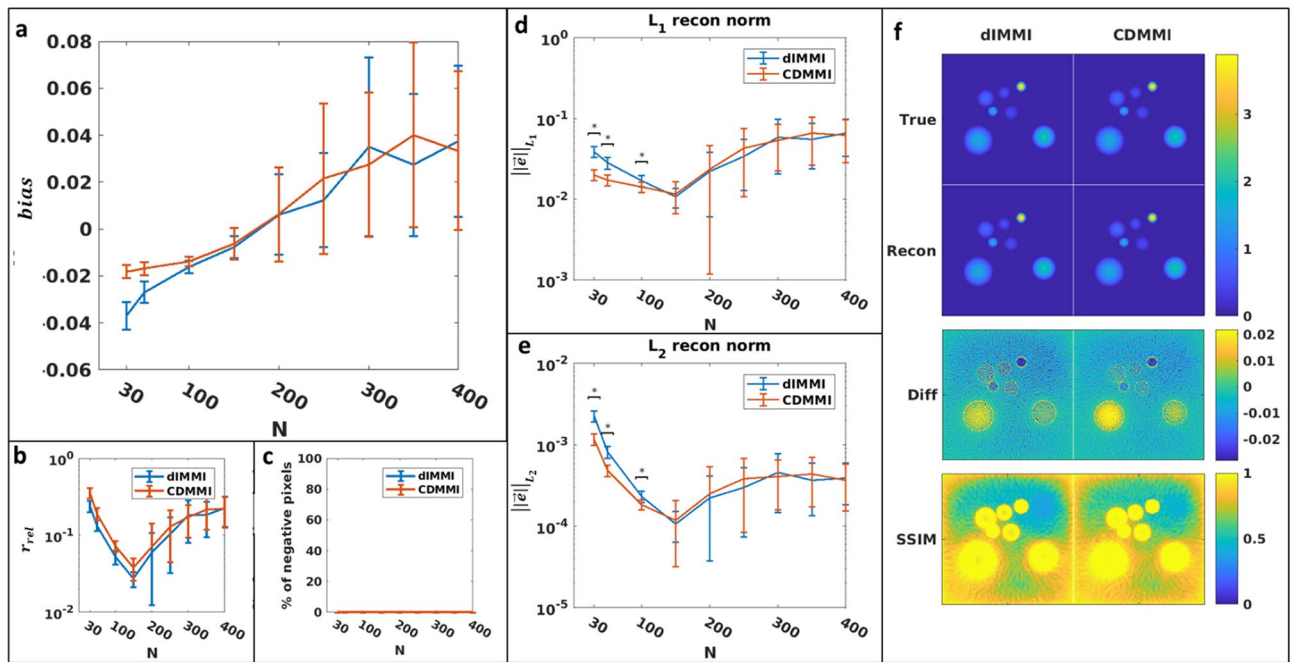 a
0.08
0.06
0.04
0.02
0
-0.02
0.04
0.06
bias
30
100
200
300
400
N
b
10⁰
10⁻¹
10⁻²
r_rel
dIMMI
CDMMI
30
100
200
300
400
N
c
100
80
60
40
20
0
% of negative pixels
dIMMI
CDMMI
30
100
200
300
400
N
d
L₁ recon norm
10⁰
10⁻¹
10⁻²
10⁻³
||e⃗||_L₁
dIMMI
CDMMI
*
*
*
30
100
200
300
400
N
e
L₂ recon norm
10⁻²
10⁻³
10⁻⁴
10⁻⁵
||e⃗||_L₂
dIMMI
CDMMI
*
*
*
30
100
200
300
400
N
f
dIMMI CDMMI
True
Recon
3
2
1
0
Diff
0.02
0.01
0
-0.01
-0.02
SSIM
1
0.5
0